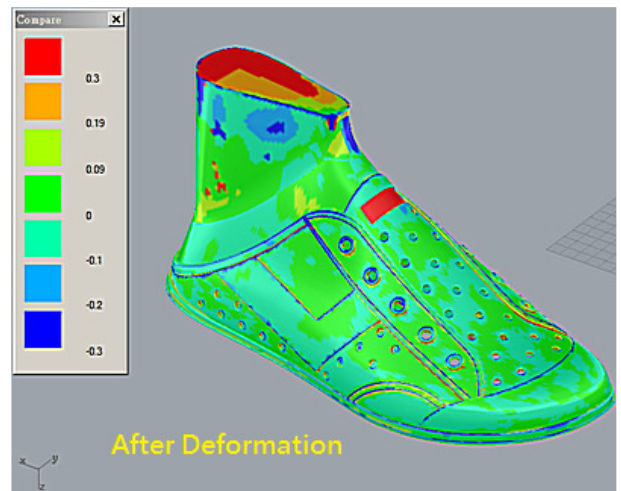 Compare
0.3
0.19
0.09
0
-0.1
-0.2
-0.3
After Deformation
x
y
z